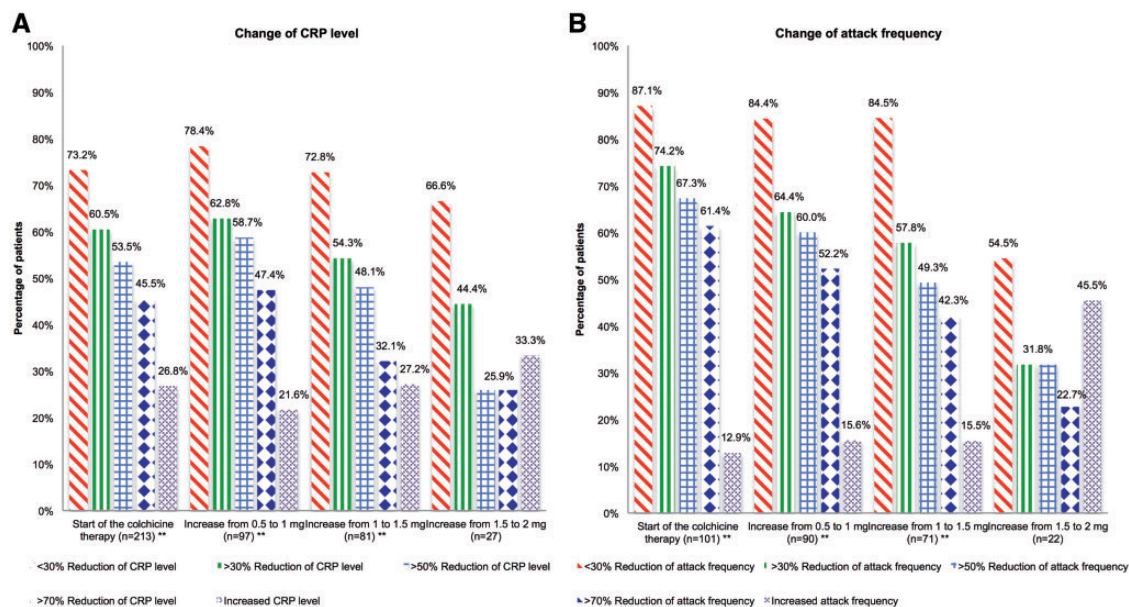 A
Change of CRP level
100%
90%
80%
70%
60%
50%
40%
30%
20%
10%
0%
Percentage of patients
73.2%
60.5%
53.5%
45.5%
26.8%
78.4%
62.8%
58.7%
47.4%
21.6%
72.8%
54.3%
48.1%
32.1%
27.2%
66.6%
44.4%
25.9%
33.3%
Start of the colchicine
therapy (n=213) **
Increase from 0.5 to 1 mg
(n=97) **
Increase from 1 to 1.5 mg
(n=81) **
Increase from 1.5 to 2 mg
(n=27)
<30% Reduction of CRP level
>30% Reduction of CRP level
>50% Reduction of CRP level
>70% Reduction of CRP level
Increased CRP level
B
Change of attack frequency
100%
90%
80%
70%
60%
50%
40%
30%
20%
10%
0%
Percentage of patients
87.1%
74.2%
67.3%
61.4%
12.9%
84.4%
64.4%
60.0%
52.2%
15.6%
84.5%
57.8%
49.3%
42.3%
15.5%
54.5%
31.8%
22.7%
45.5%
Start of the colchicine
therapy (n=101) **
Increase from 0.5 to 1 mg
(n=90) **
Increase from 1 to 1.5 mg
(n=71) **
Increase from 1.5 to 2 mg
(n=22)
<30% Reduction of attack frequency
>30% Reduction of attack frequency
>50% Reduction of attack frequency
>70% Reduction of attack frequency
Increased attack frequency